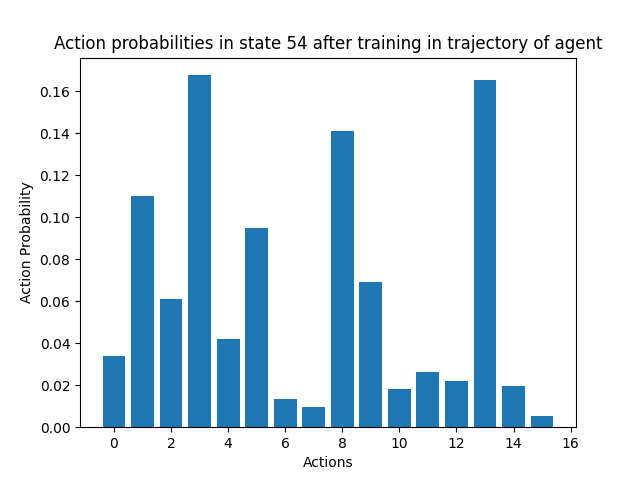 Action probabilities in state 54 after training in trajectory of agent
0.16
0.14
0.12
0.10
0.08
0.06
0.04
0.02
0.00
Action Probability
0 2 4 6 8 10 12 14 16
Actions